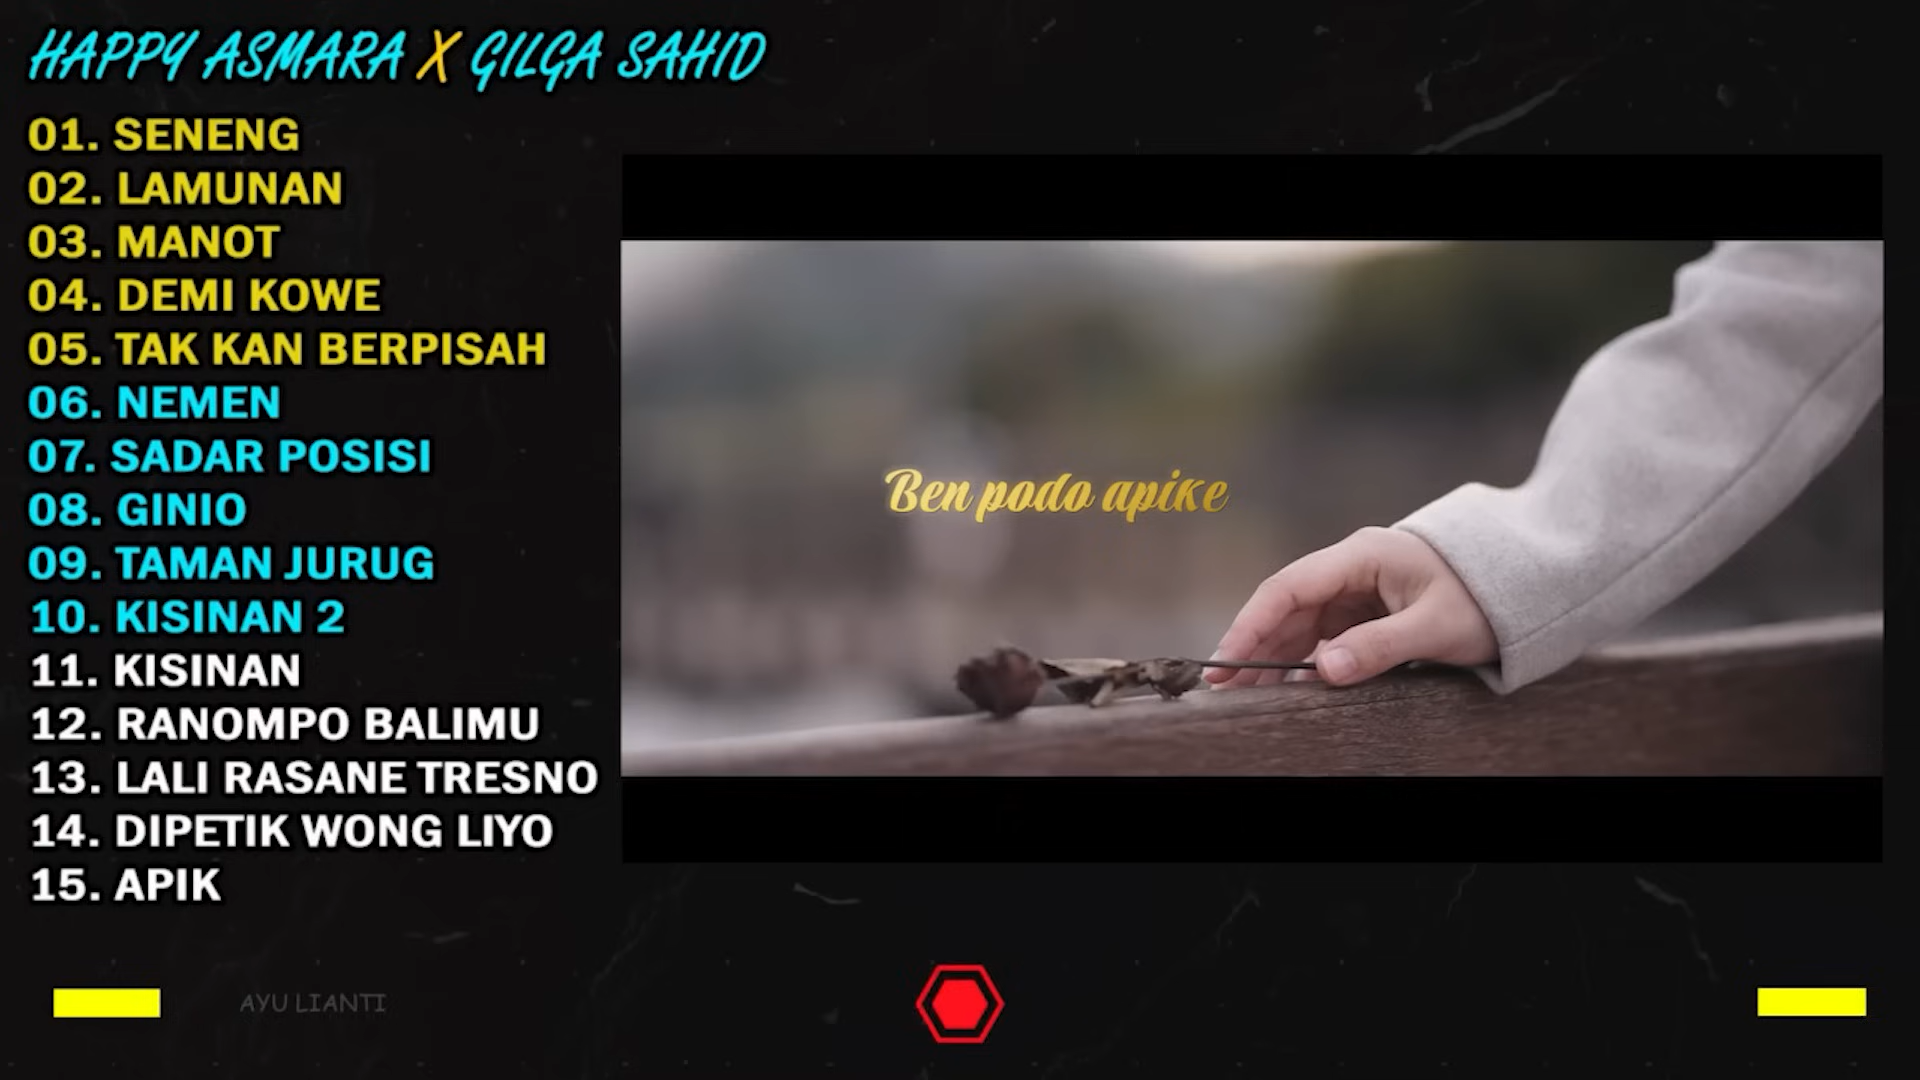 HAPPY ASMARA X GILGA SAHID
01. SENENG
02. LAMUNAN
03. MANOT
04. DEMI KOWE
05. TAK KAN BERPISAH
06. NEMEN
07. SADAR POSISI
08. GINIO
09. TAMAN JURUG
10. KISINAN 2
11. KISINAN
12. RANOMPO BALIMU
13. LALI RASANE TRESNO
14. DIPETIK WONG LIYO
15. APIK
Ben podo apike
AYU LIANTI